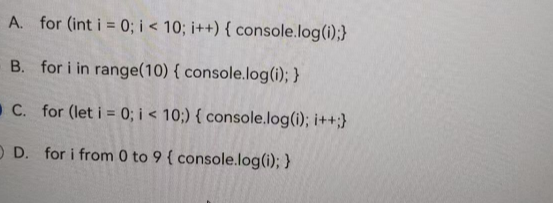 A. for (int i = 0; i < 10; i++) { console.log(i);}
B. for i in range(10) { console.log(i); }
C. for (let i = 0; i < 10;) { console.log(i); i++;}
D. for i from 0 to 9 { console.log(i); }